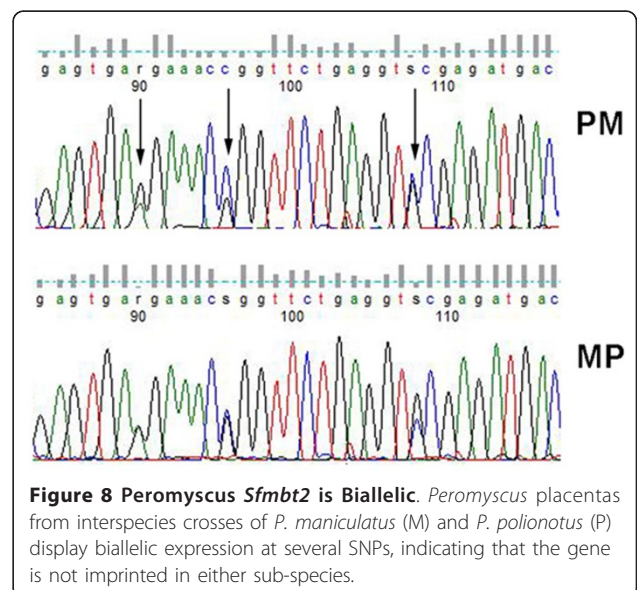 g a g t g a r g a a a c c g g t t c t g a g g t s c g a g a t g a c
90 100 110
PM
g a g t g a r g a a a c s g g t t c t g a g g t s c g a g a t g a c
90 100 110
MP
Figure 8 Peromyscus Sfmbt2 is Biallelic. Peromyscus placentas
from interspecies crosses of P. maniculatus (M) and P. polionotus (P)
display biallelic expression at several SNPs, indicating that the gene
is not imprinted in either sub-species.